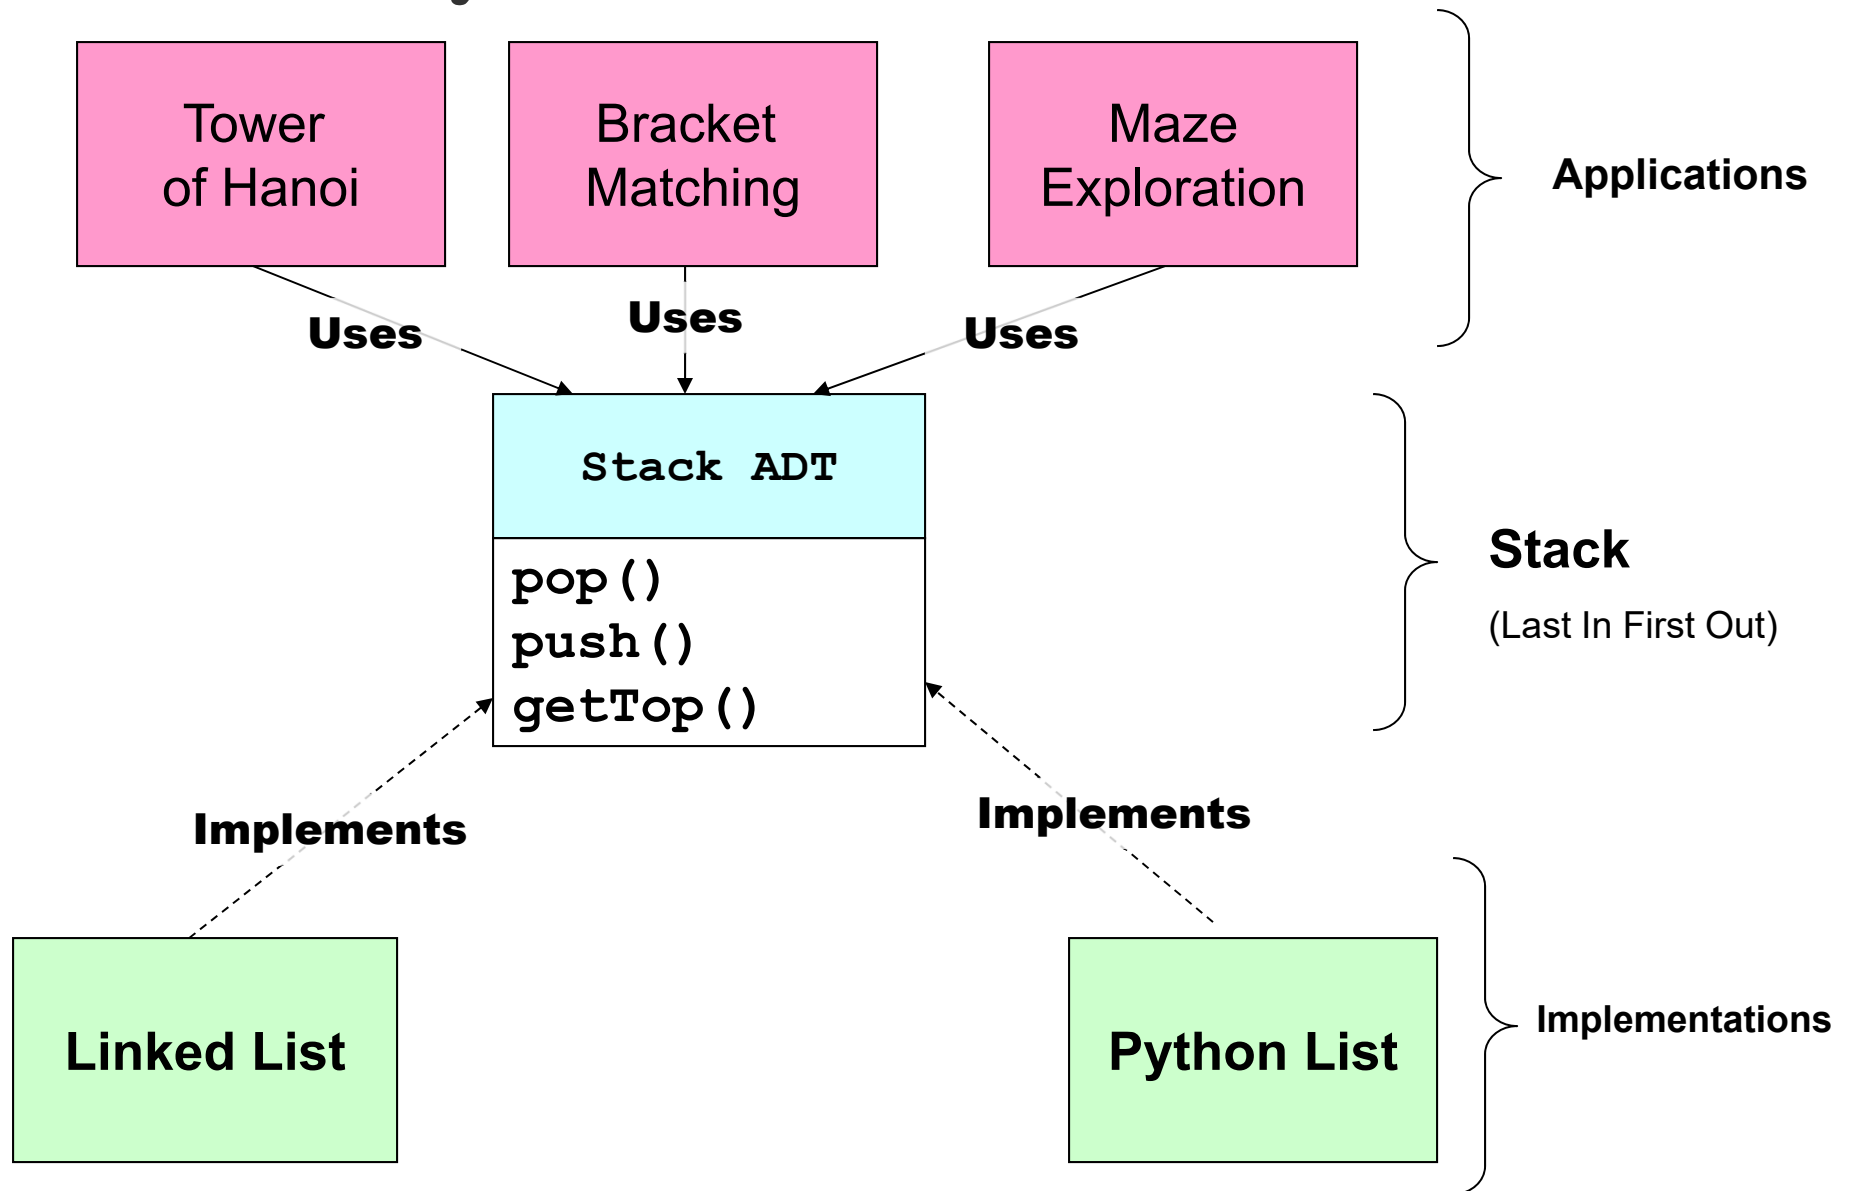 Tower
of Hanoi
Bracket
Matching
Maze
Exploration
Applications
Uses
Uses
Uses
Stack ADT
pop()
push()
getTop()
Stack
(Last In First Out)
Implements
Implements
Linked List
Python List
Implementations